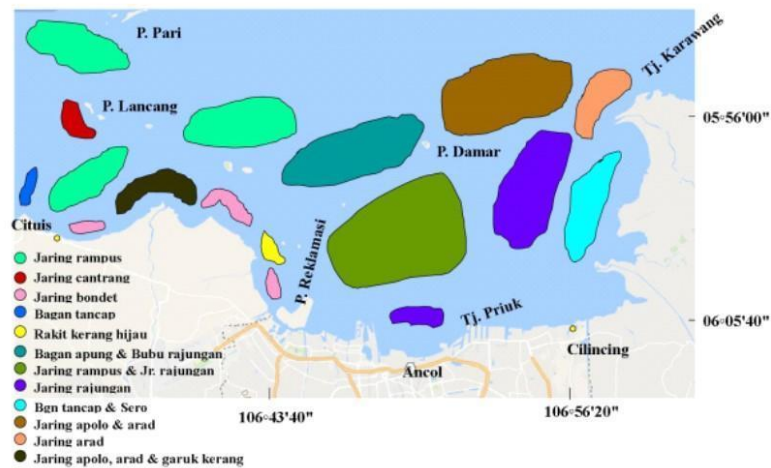 P. Pari
Tj. Karawang
P. Lancang
05°56'00"
P. Damar
Cituis
P. Reklamasi
Jaring rampus
Jaring cantrang
Jaring bondet
Bagan tancap
Tj. Priuk
06°05'40"
Rakit kerang hijau
Bagan apung & Bubu rajungan
Cilincing
Jaring rampus & Jr. rajungan
Ancol
Jaring rajungan
Bgn tancap & Sero
106°43'40"
106°56'20"
Jaring apolo & arad
Jaring arad
Jaring apolo, arad & garuk kerang